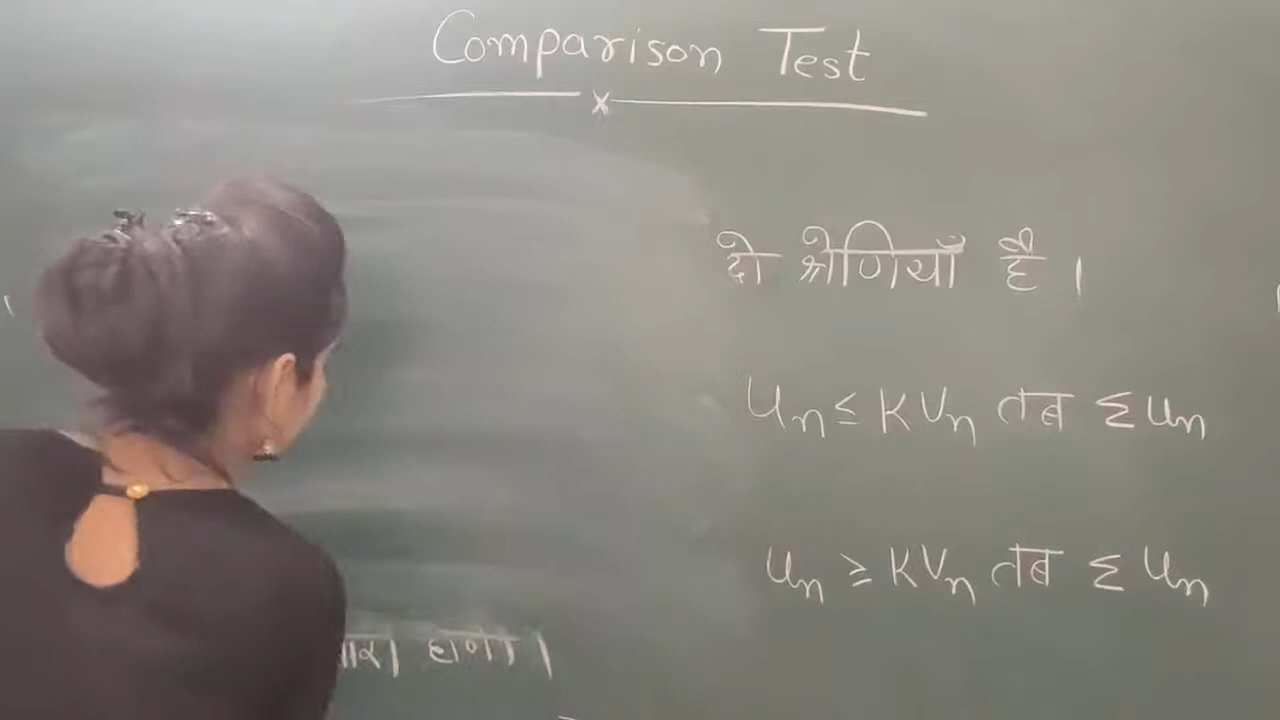 Comparison Test
x
दो श्रेणियाँ है ।
Un ≤ KVn तब Σ Un
Un ≥ KVn तब Σ Un
होगा ।